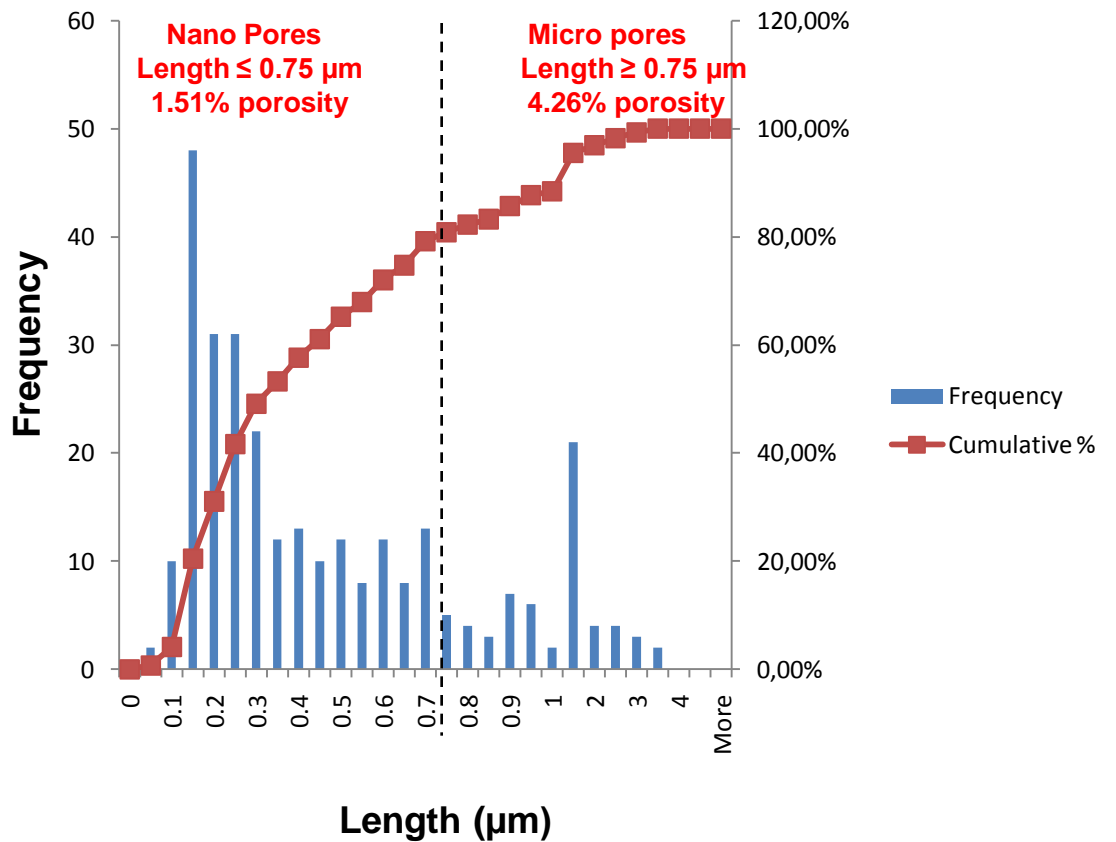 Nano Pores
Length ≤ 0.75 µm
1.51% porosity
Micro pores
Length ≥ 0.75 µm
4.26% porosity
60
50
40
30
20
10
0
Frequency
120,00%
100,00%
80,00%
60,00%
40,00%
20,00%
0,00%
Frequency
Cumulative %
0
0.1
0.2
0.3
0.4
0.5
0.6
0.7
0.8
0.9
1
2
3
4
More
Length (µm)